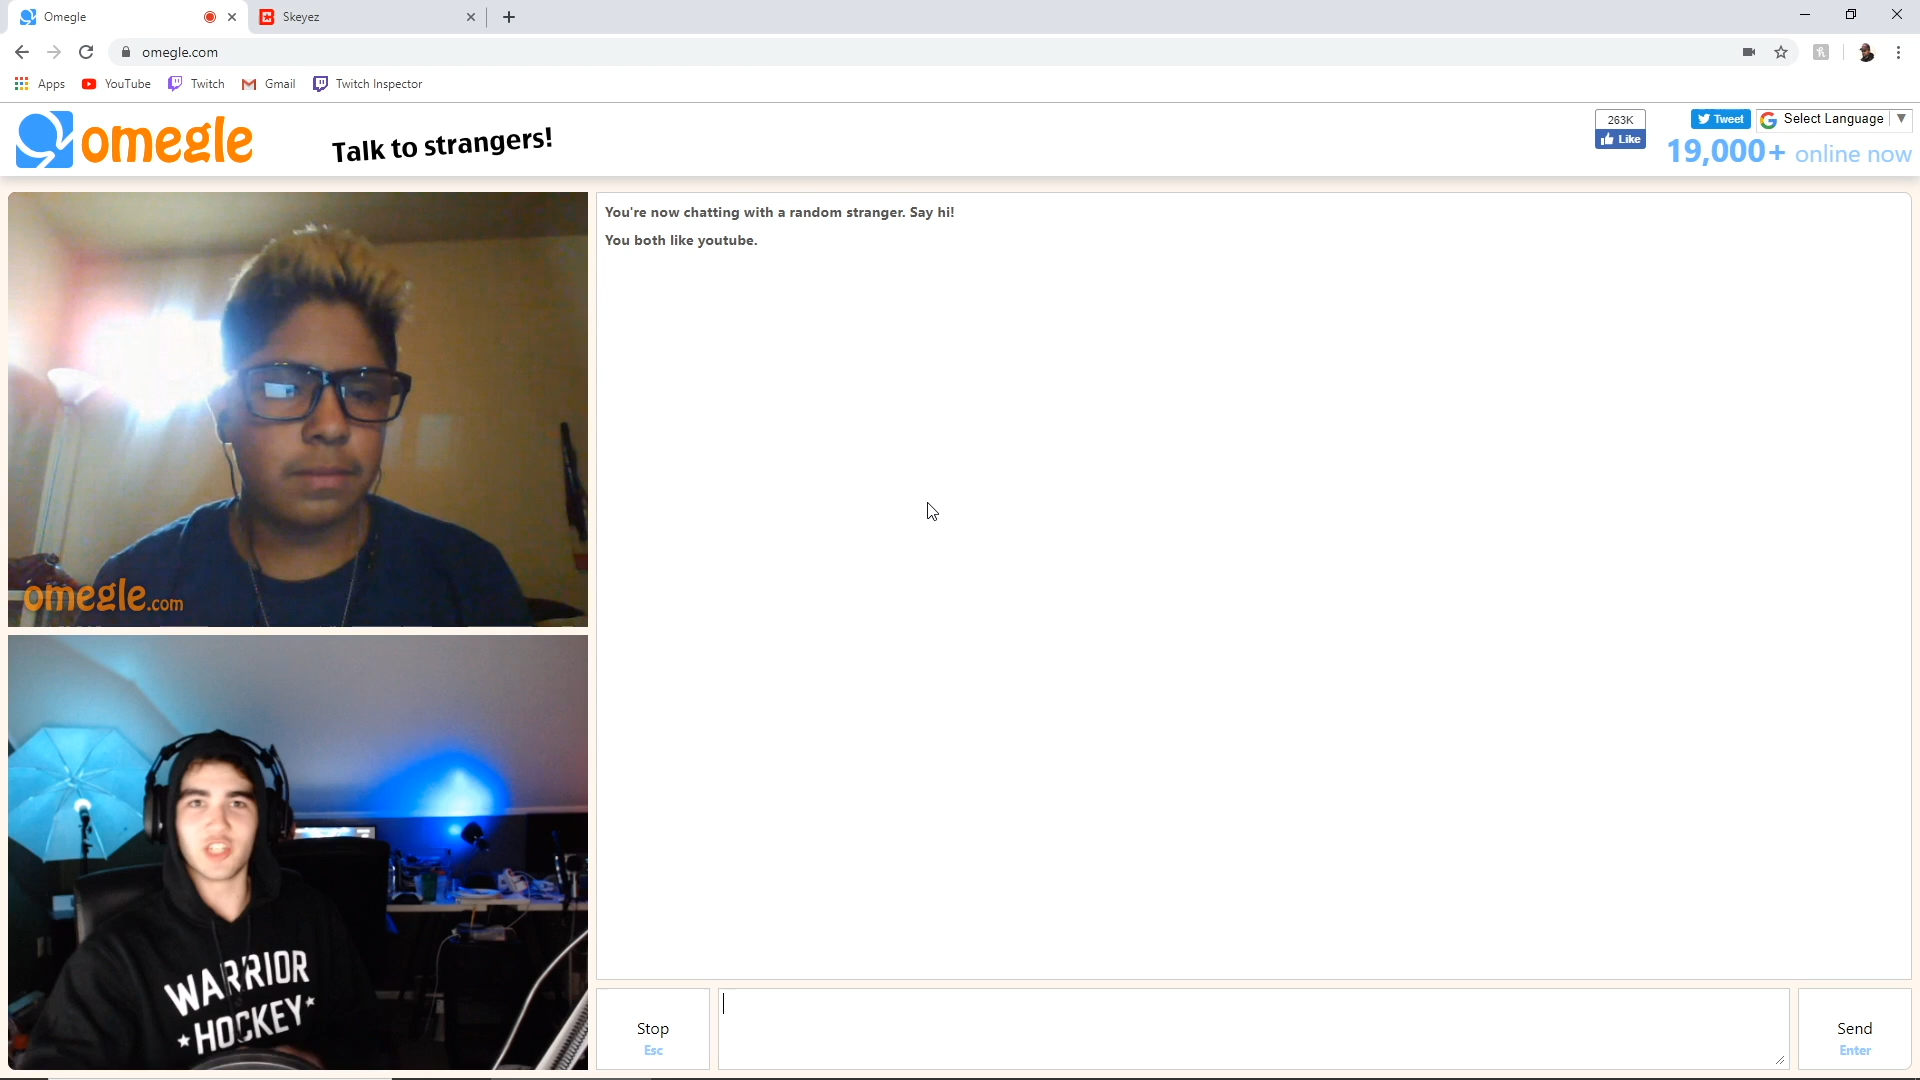 Omegle
Skeyez
omegle.com
Apps
YouTube
Twitch
Gmail
Twitch Inspector
omegle
Talk to strangers!
263K
Like
Tweet
Select Language
19,000+ online now
You're now chatting with a random stranger. Say hi!
You both like youtube.
omegle.com
WARRIOR
HOCKEY
Stop
Esc
Send
Enter